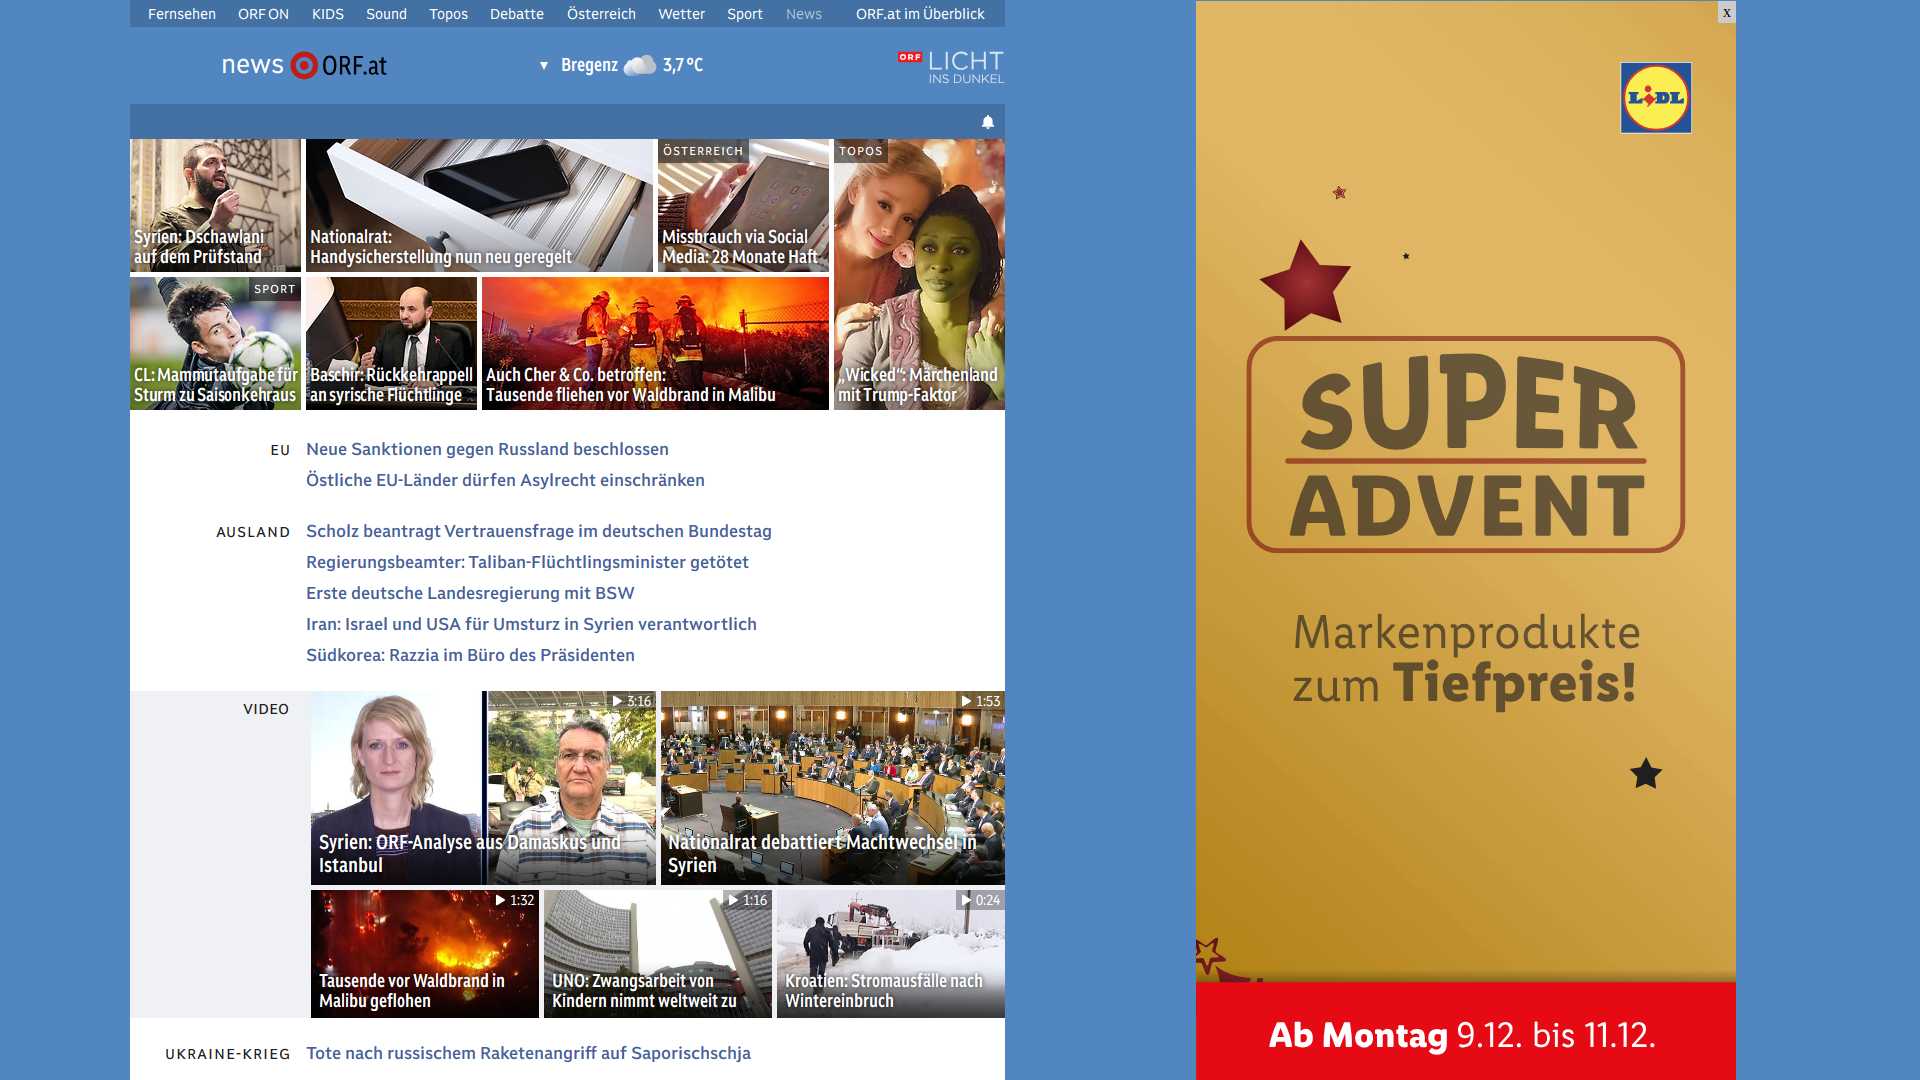 Fernsehen ORF ON KIDS Sound Topos Debatte Österreich Wetter Sport News ORF.at im Überblick
X
news ORF.at
▼ Bregenz 3,7 °C
ORF LICHT
INS DUNKEL
LIDL
Syrien: Dschawlani
auf dem Prüfstand
Nationalrat:
Handysicherstellung nun neu geregelt
ÖSTERREICH
Missbrauch via Social
Media: 28 Monate Haft
TOPOS
„Wicked“: Märchenland
mit Trump-Faktor
SPORT
CL: Mammutaufgabe für
Sturm zu Saisonkehraus
Baschir: Rückkehrappell
an syrische Flüchtlinge
Auch Cher & Co. betroffen:
Tausende fliehen vor Waldbrand in Malibu
EU
Neue Sanktionen gegen Russland beschlossen
Östliche EU-Länder dürfen Asylrecht einschränken
AUSLAND
Scholz beantragt Vertrauensfrage im deutschen Bundestag
Regierungsbeamter: Taliban-Flüchtlingsminister getötet
Erste deutsche Landesregierung mit BSW
Iran: Israel und USA für Umsturz in Syrien verantwortlich
Südkorea: Razzia im Büro des Präsidenten
VIDEO
3:16
Syrien: ORF-Analyse aus Damaskus und
Istanbul
1:53
Nationalrat debattiert Machtwechsel in
Syrien
1:32
Tausende vor Waldbrand in
Malibu geflohen
1:16
UNO: Zwangsarbeit von
Kindern nimmt weltweit zu
0:24
Kroatien: Stromausfälle nach
Wintereinbruch
UKRAINE-KRIEG
Tote nach russischem Raketenangriff auf Saporischschja
SUPER
ADVENT
Markenprodukte
zum Tiefpreis!
Ab Montag 9.12. bis 11.12.